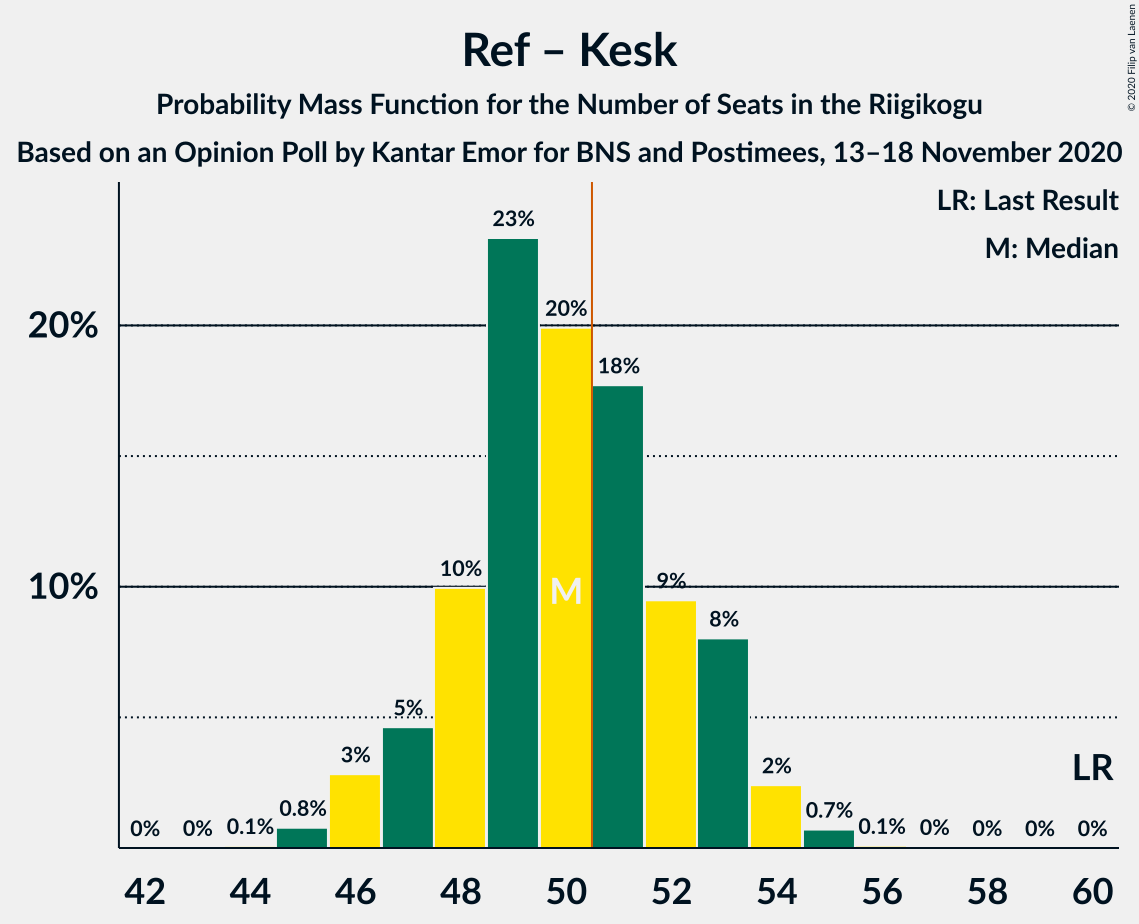 © 2020 Filip van Laenen
Ref – Kesk
Probability Mass Function for the Number of Seats in the Riigikogu
Based on an Opinion Poll by Kantar Emor for BNS and Postimees, 13–18 November 2020
LR: Last Result
M: Median
20%
10%
0% 0% 0.1% 0.8% 3% 5% 10% 23% 20% 18% 9% 8% 2% 0.7% 0.1% 0% 0% 0% 0%
M
LR
42 44 46 48 50 52 54 56 58 60